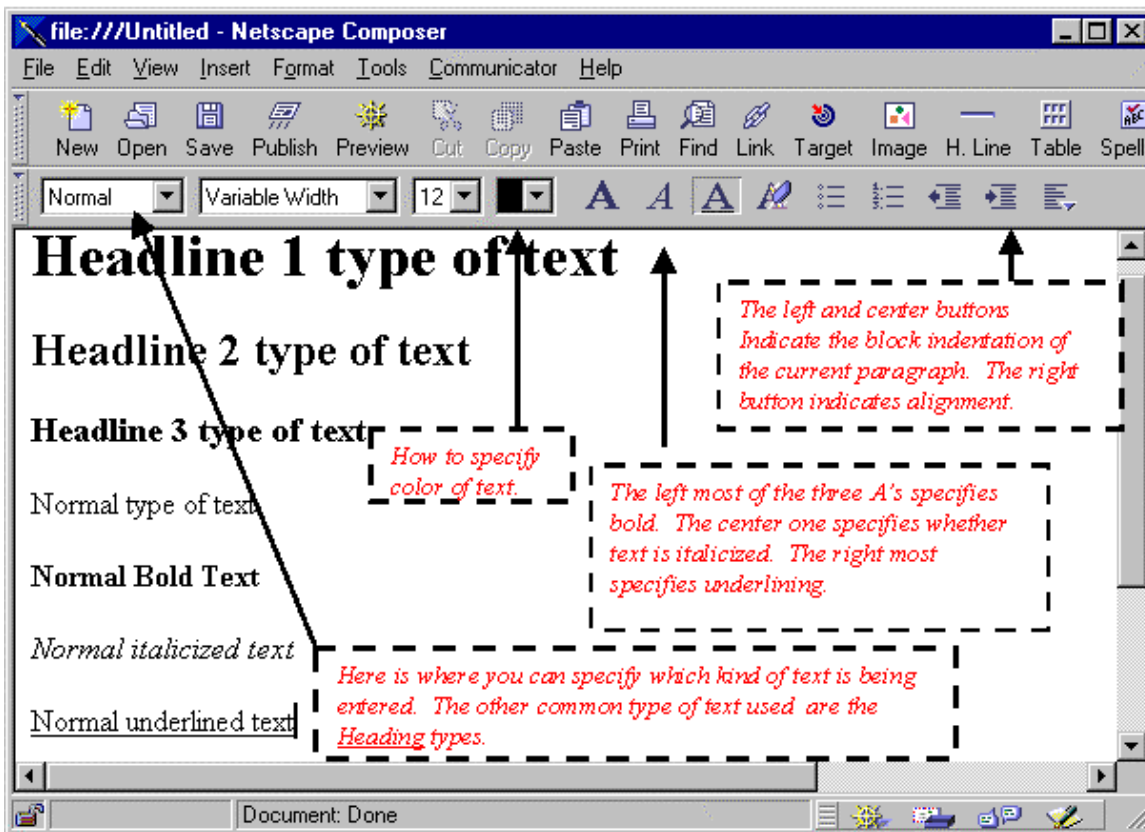 file:///Untitled - Netscape Composer
File Edit View Insert Format Tools Communicator Help
New Open Save Publish Preview Cut Copy Paste Print Find Link Target Image H. Line Table Spell
Normal Variable Width 12 A A A
Headline 1 type of text
The left and center buttons
Indicate the block indentation of
the current paragraph. The right
button indicates alignment.
Headline 2 type of text
Headline 3 type of text
How to specify
color of text.
The left most of the three A's specifies
bold. The center one specifies whether
text is italicized. The right most
specifies underlining.
Normal type of text
Normal Bold Text
Normal italicized text
Here is where you can specify which kind of text is being
entered. The other common type of text used are the
Heading types.
Normal underlined text
Document: Done